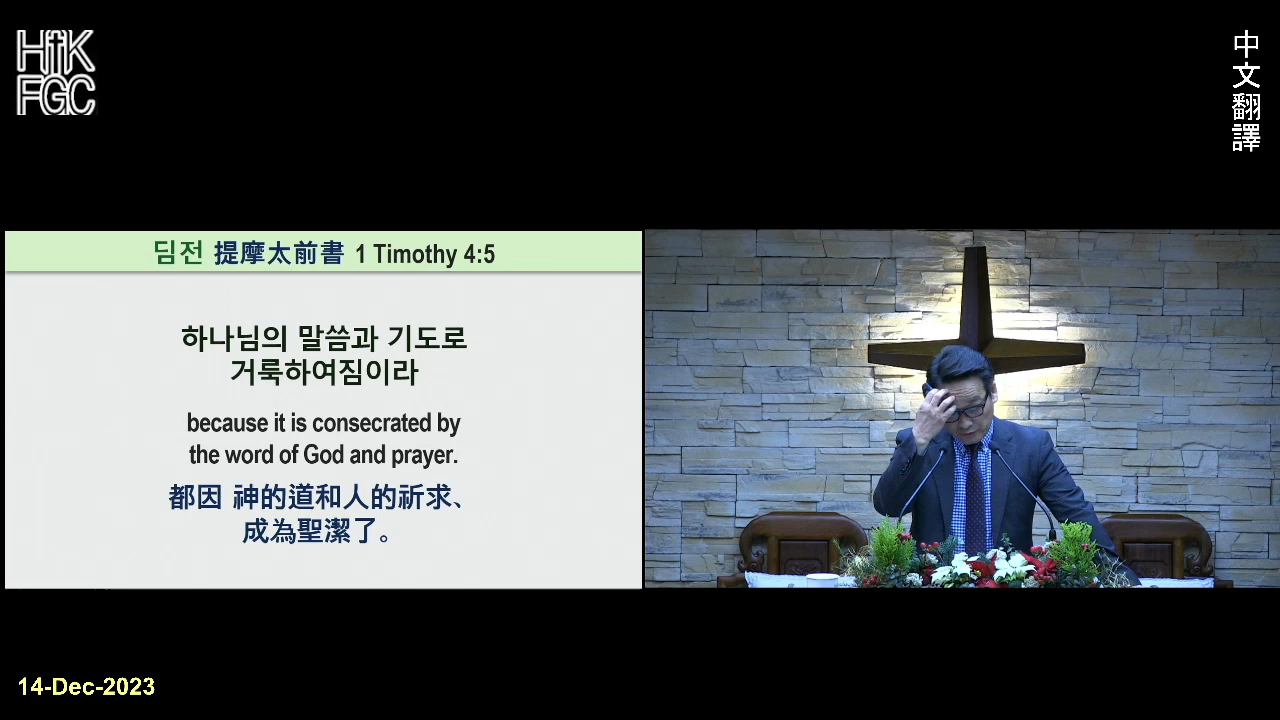 HfK
FGC
中文翻譯
딤전 提摩太前書 1 Timothy 4:5
하나님의 말씀과 기도로
거룩하여짐이라
because it is consecrated by
the word of God and prayer.
都因 神的道和人的祈求、
成為聖潔了。
14-Dec-2023